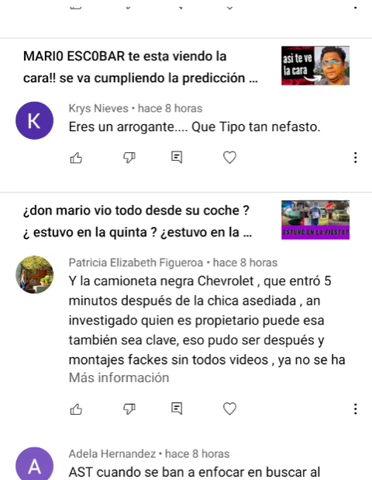 MARI0 ESC0BAR te esta viendo la
cara!! se va cumpliendo la predicción ...
asi te ve
la cara
K
Krys Nieves • hace 8 horas
Eres un arrogante.... Que Tipo tan nefasto.
¿don mario vio todo desde su coche ?
¿ estuvo en la quinta ? ¿estuvo en la ...
ESTUVO EN LA FIESTA?
Patricia Elizabeth Figueroa • hace 8 horas
Y la camioneta negra Chevrolet , que entró 5
minutos después de la chica asediada , an
investigado quien es propietario puede esa
también sea clave, eso pudo ser después y
montajes fackes sin todos videos , ya no se ha
Más información
A
Adela Hernandez • hace 8 horas
AST cuando se ban a enfocar en buscar al